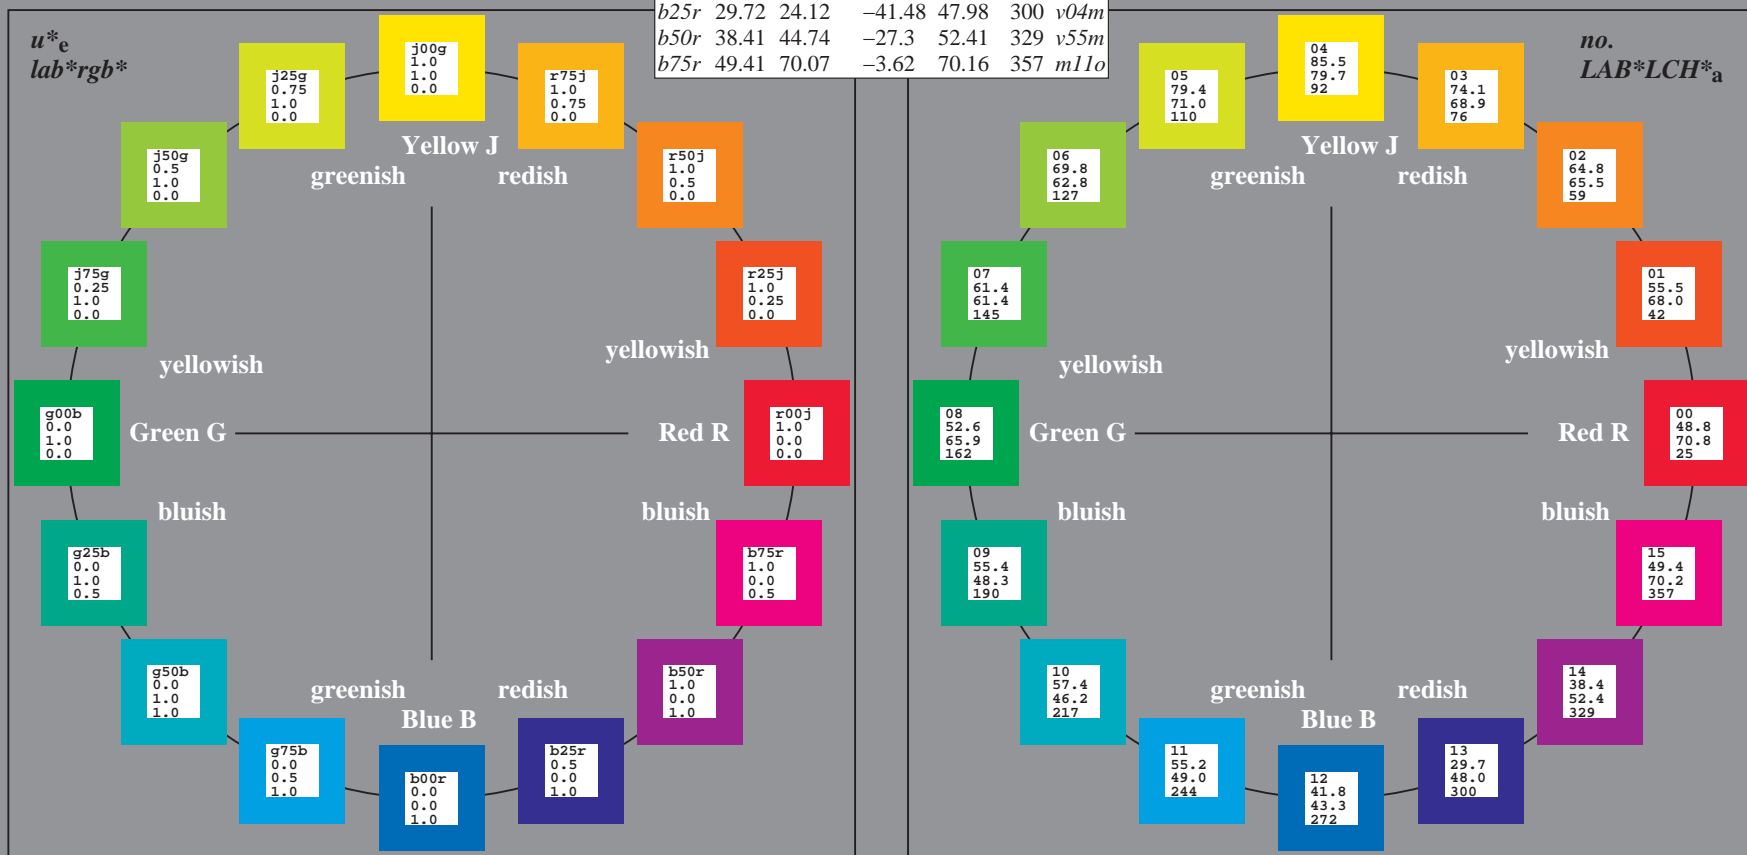 b25r 29.72 24.12 −41.48 47.98 300 v04m
b50r 38.41 44.74 −27.3 52.41 329 v55m
b75r 49.41 70.07 −3.62 70.16 357 m11o
u*e
lab*rgb*
j00g
1.0
1.0
0.0
r75j
1.0
0.75
0.0
r50j
1.0
0.5
0.0
r25j
1.0
0.25
0.0
r00j
1.0
0.0
0.0
b75r
1.0
0.0
0.5
b50r
1.0
0.0
1.0
b25r
0.5
0.0
1.0
b00r
0.0
0.0
1.0
g75b
0.0
0.5
1.0
g50b
0.0
1.0
1.0
g25b
0.0
1.0
0.5
g00b
0.0
1.0
0.0
j75g
0.25
1.0
0.0
j50g
0.5
1.0
0.0
j25g
0.75
1.0
0.0
Yellow J
greenish redish
yellowish
yellowish
Green G
Red R
bluish
bluish
greenish redish
Blue B
no.
LAB*LCH*a
04
85.5
79.7
92
03
74.1
68.9
76
02
64.8
65.5
59
01
55.5
68.0
42
00
48.8
70.8
25
15
49.4
70.2
357
14
38.4
52.4
329
13
29.7
48.0
300
12
41.8
43.3
272
11
55.2
49.0
244
10
57.4
46.2
217
09
55.4
48.3
190
08
52.6
65.9
162
07
61.4
61.4
145
06
69.8
62.8
127
05
79.4
71.0
110
Yellow J
greenish redish
yellowish
yellowish
Green G
Red R
bluish
bluish
greenish redish
Blue B